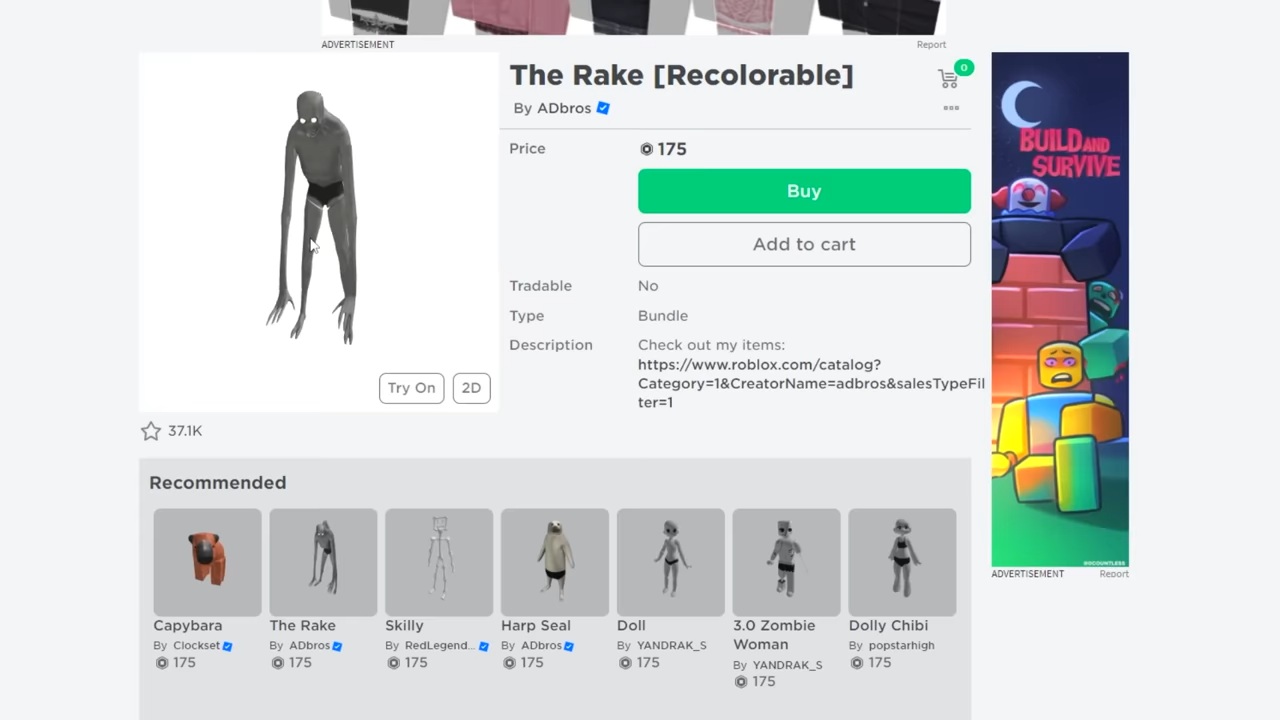 ADVERTISEMENT
Report
The Rake [Recolorable]
0
By ADbros
Price
175
Buy
Add to cart
Tradable
No
Type
Bundle
Description
Check out my items:
https://www.roblox.com/catalog?
Category=1&CreatorName=adbros&salesTypeFil
ter=1
Try On
2D
37.1K
BUILD AND
SURVIVE
@OCOUNTLESS
ADVERTISEMENT
Report
Recommended
Capybara
By Clockset
175
The Rake
By ADbros
175
Skilly
By RedLegend...
175
Harp Seal
By ADbros
175
Doll
By YANDRAK_S
175
3.0 Zombie
Woman
By YANDRAK_S
175
Dolly Chibi
By popstarhigh
175